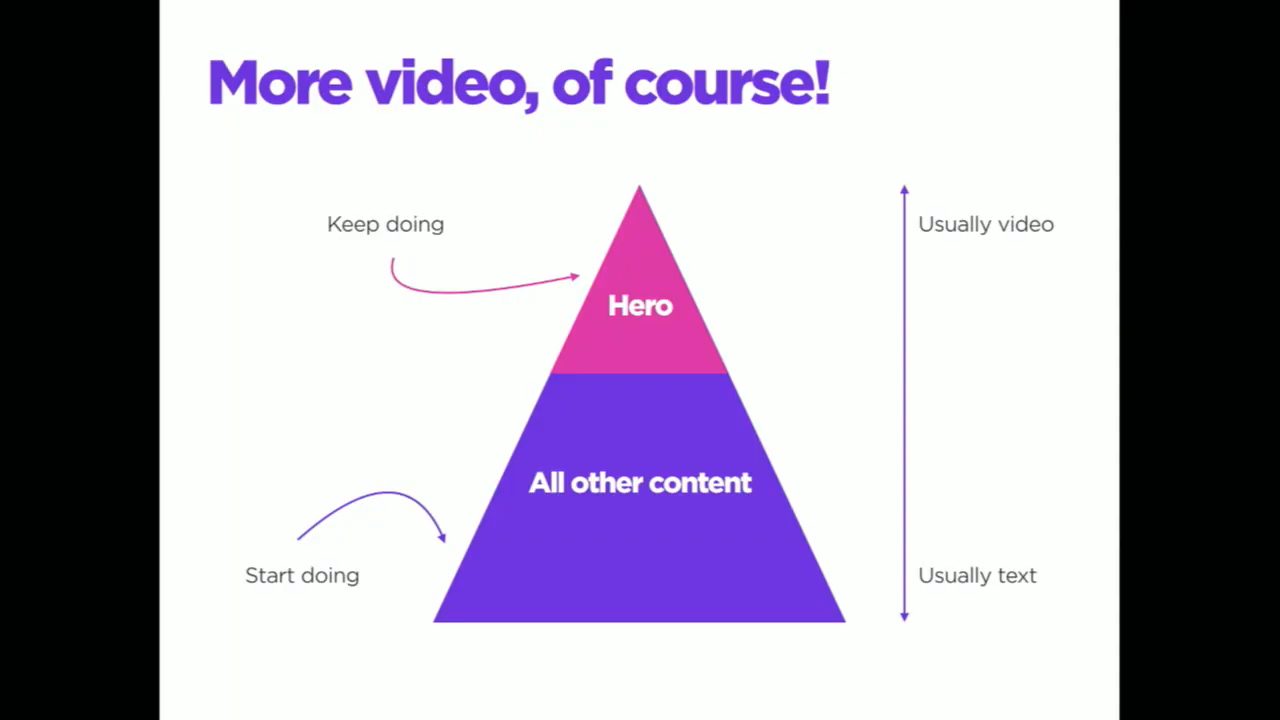 More video, of course!
Keep doing
Usually video
Hero
All other content
Start doing
Usually text